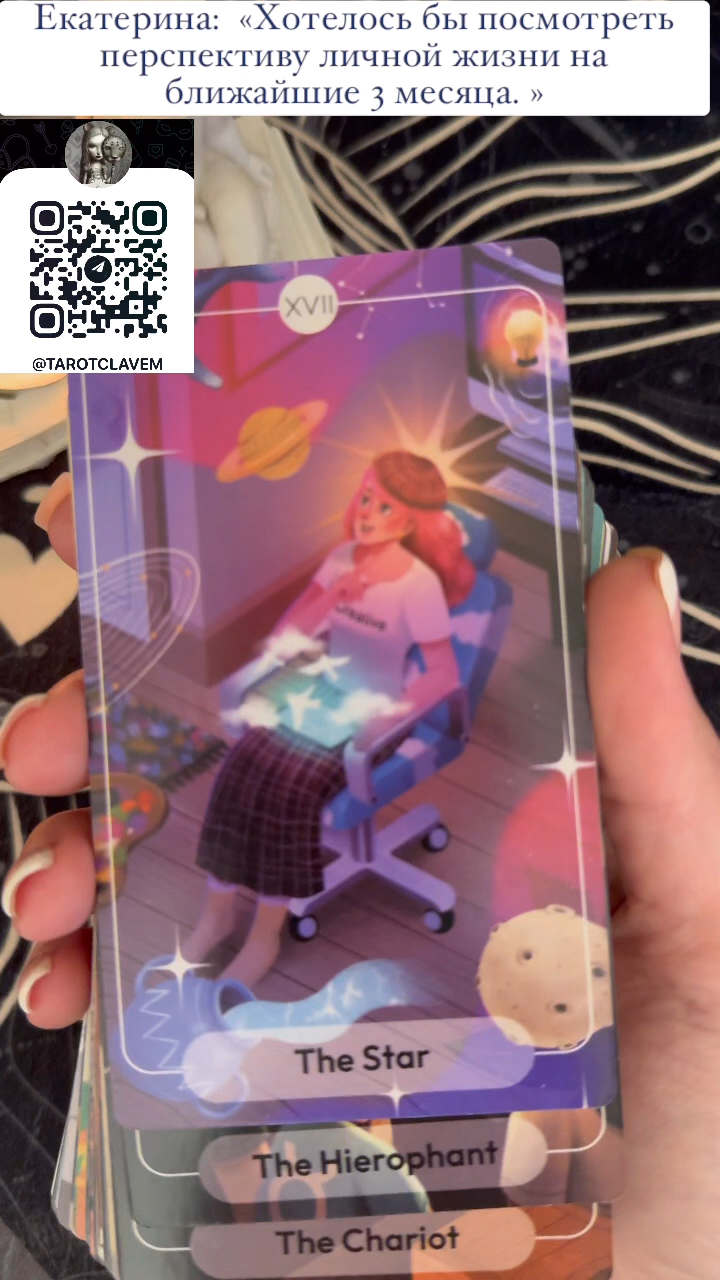 Екатерина: «Хотелось бы посмотреть
перспективу личной жизни на
ближайшие 3 месяца. »
@TAROTCLAVEM
XVII
Creative
The Star
The Hierophant
The Chariot